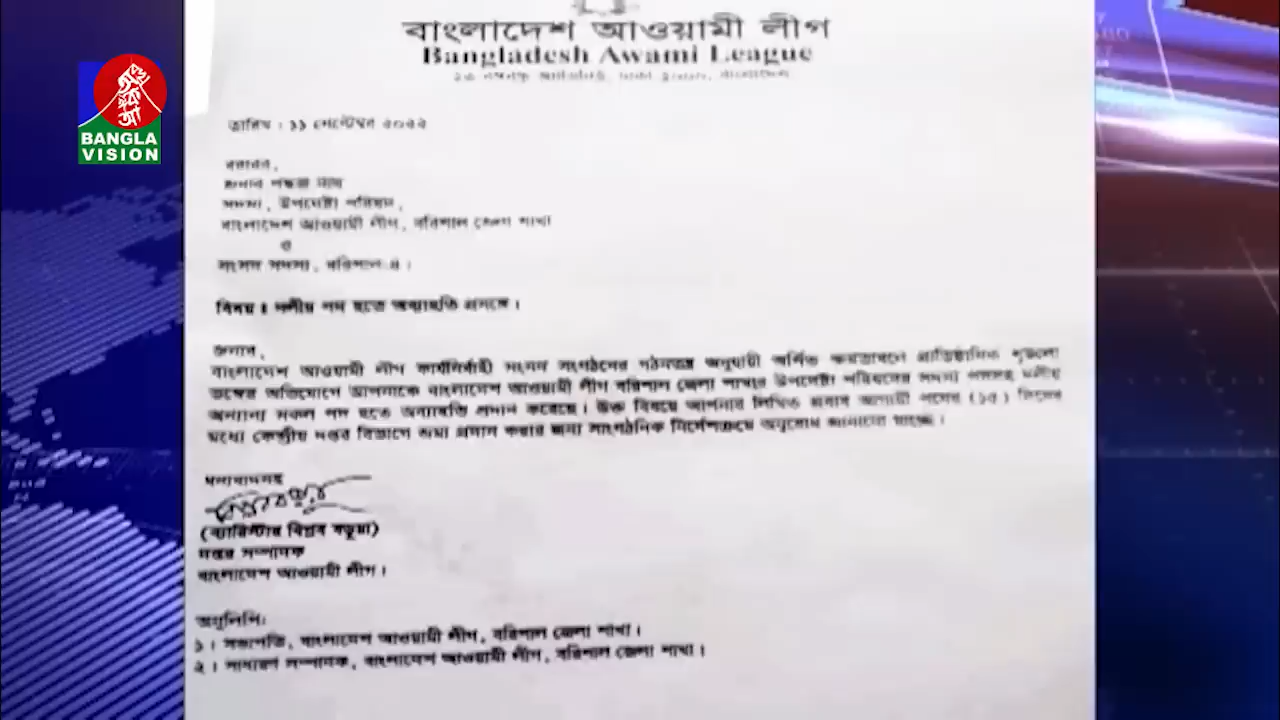 বাংলাদেশ আওয়ামী লীগ
Bangladesh Awami League
BANGLA
VISION
তারিখ : ১১ সেপ্টেম্বর ২০২২
বরাবর,
জনাব পঙ্কজ নাথ
সদস্য, উপদেষ্টা পরিষদ,
বাংলাদেশ আওয়ামী লীগ, বরিশাল জেলা শাখা
ও
সংসদ সদস্য, বরিশাল-৪।
বিষয় ঃ দলীয় পদ হতে অব্যাহতি প্রসঙ্গে।
জনাব,
বাংলাদেশ আওয়ামী লীগ কার্যনির্বাহী সংসদ সংগঠনের গঠনতন্ত্র অনুযায়ী অর্পিত ক্ষমতাবলে প্রাতিষ্ঠানিক শৃঙ্খলা
ভঙ্গের অভিযোগে আপনাকে বাংলাদেশ আওয়ামী লীগ বরিশাল জেলা শাখার উপদেষ্টা পরিষদের সদস্য পদসহ দলীয়
অন্যান্য সকল পদ হতে অব্যাহতি প্রদান করেছে। উক্ত বিষয়ে আপনার লিখিত জবাব আগামী পনের (১৫) দিনের
মধ্যে কেন্দ্রীয় দপ্তর বিভাগে জমা প্রদান করার জন্য সাংগঠনিক নির্দেশক্রমে অনুরোধ জানানো যাচ্ছে।
ধন্যবাদসহ
(ব্যারিস্টার বিপ্লব বড়ুয়া)
দপ্তর সম্পাদক
বাংলাদেশ আওয়ামী লীগ।
অনুলিপি:
১। সভাপতি, বাংলাদেশ আওয়ামী লীগ, বরিশাল জেলা শাখা।
২। সাধারণ সম্পাদক, বাংলাদেশ আওয়ামী লীগ, বরিশাল জেলা শাখা।